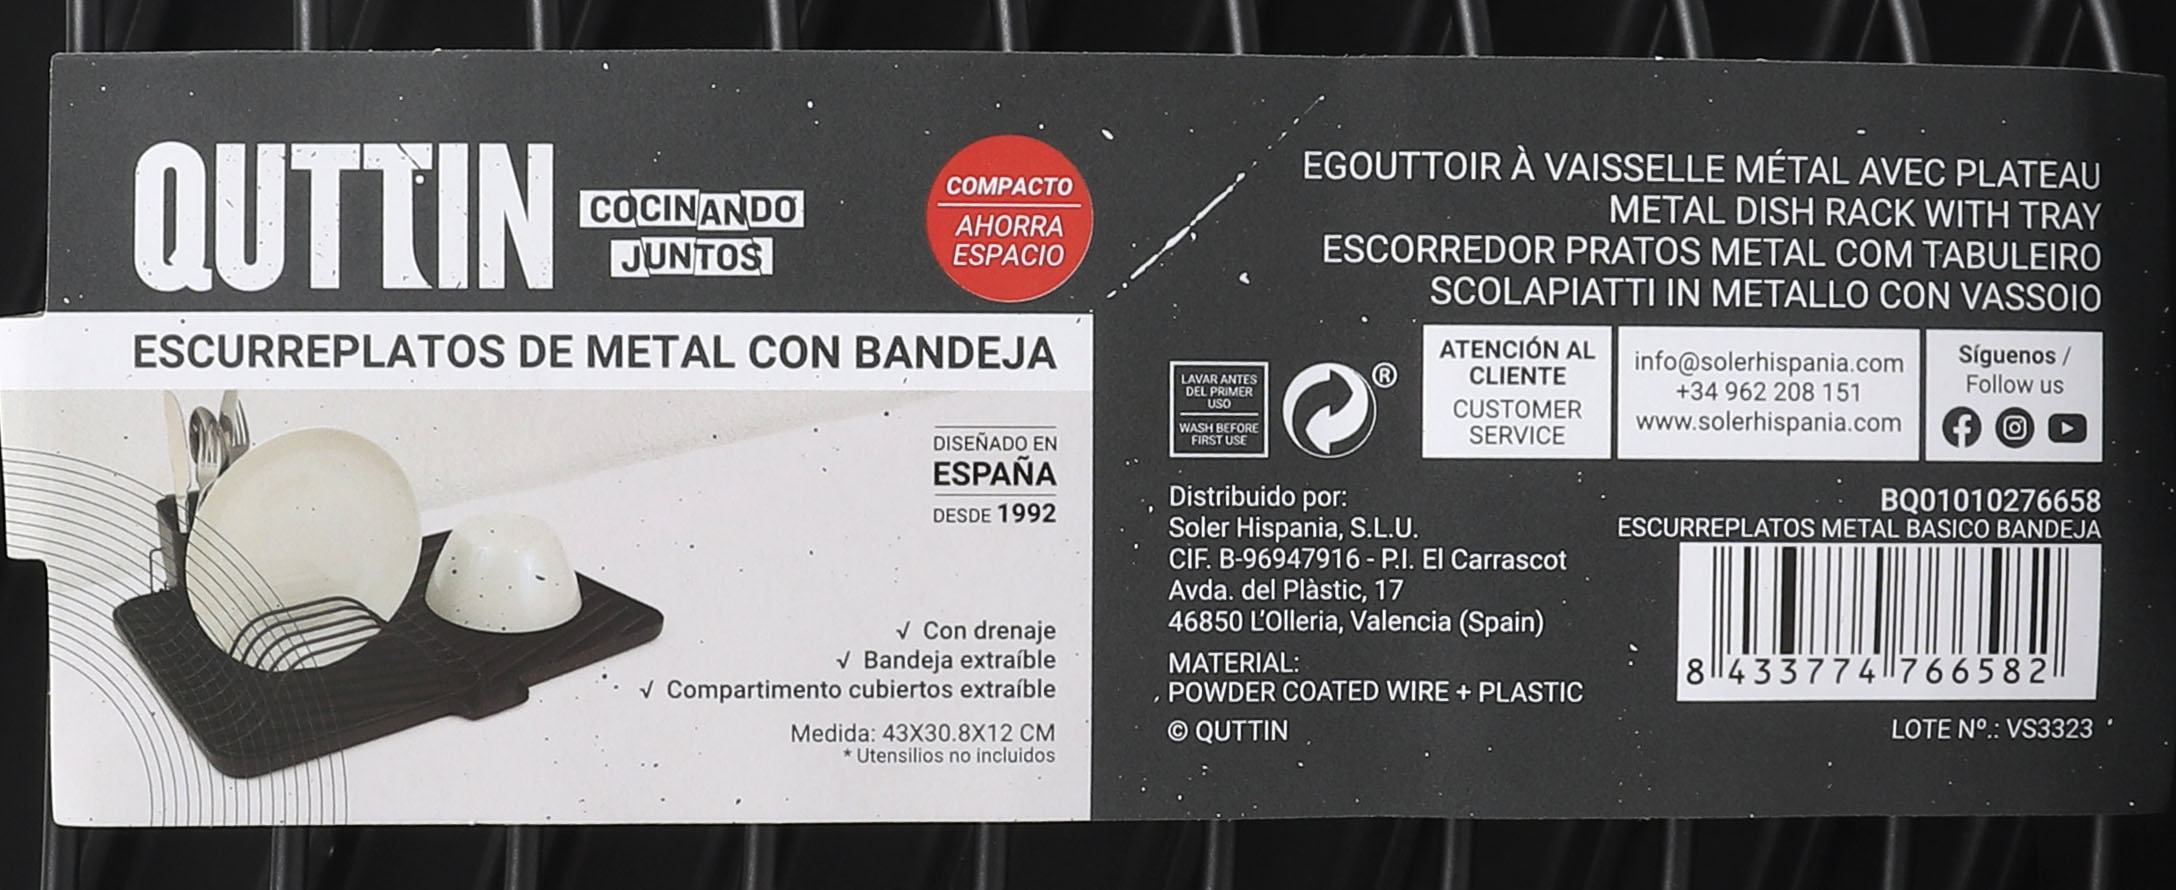 QUTTIN
COCINANDO
JUNTOS
COMPACTO
AHORRA
ESPACIO
ESCURREPLATOS DE METAL CON BANDEJA
DISEÑADO EN
ESPAÑA
DESDE 1992
√ Con drenaje
√ Bandeja extraíble
√ Compartimento cubiertos extraíble
Medida: 43X30.8X12 CM
* Utensilios no incluidos
EGOUTTOIR À VAISSELLE MÉTAL AVEC PLATEAU
METAL DISH RACK WITH TRAY
ESCORREDOR PRATOS METAL COM TABULEIRO
SCOLAPIATTI IN METALLO CON VASSOIO
LAVAR ANTES
DEL PRIMER
USO
WASH BEFORE
FIRST USE
®
ATENCIÓN AL
CLIENTE
CUSTOMER
SERVICE
info@solerhispania.com
+34 962 208 151
www.solerhispania.com
Síguenos /
Follow us
Distribuido por:
Soler Hispania, S.L.U.
CIF. B-96947916 - P.I. El Carrascot
Avda. del Plàstic, 17
46850 L'Olleria, Valencia (Spain)
MATERIAL:
POWDER COATED WIRE + PLASTIC
© QUTTIN
BQ01010276658
ESCURREPLATOS METAL BASICO BANDEJA
8 433774 766582
LOTE Nº.: VS3323